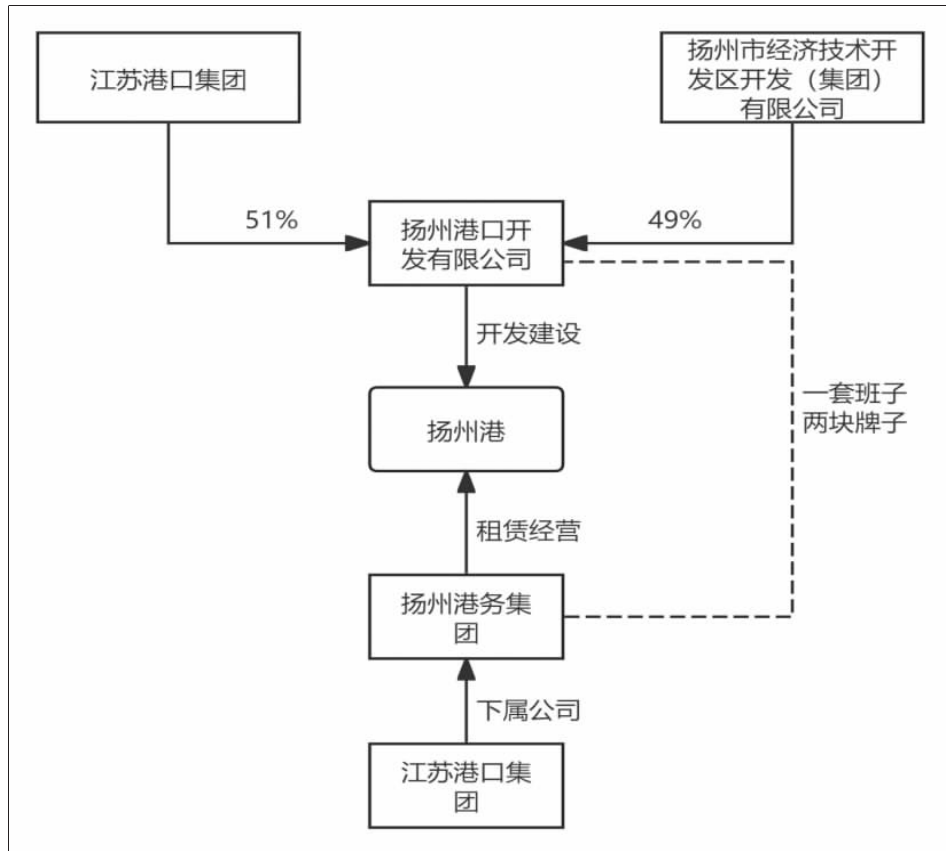 江苏港口集团
扬州市经济技术开
发区开发（集团）
有限公司
51%
49%
扬州港口开
发有限公司
开发建设
一套班子
两块牌子
扬州港
租赁经营
扬州港务集
团
下属公司
江苏港口集
团